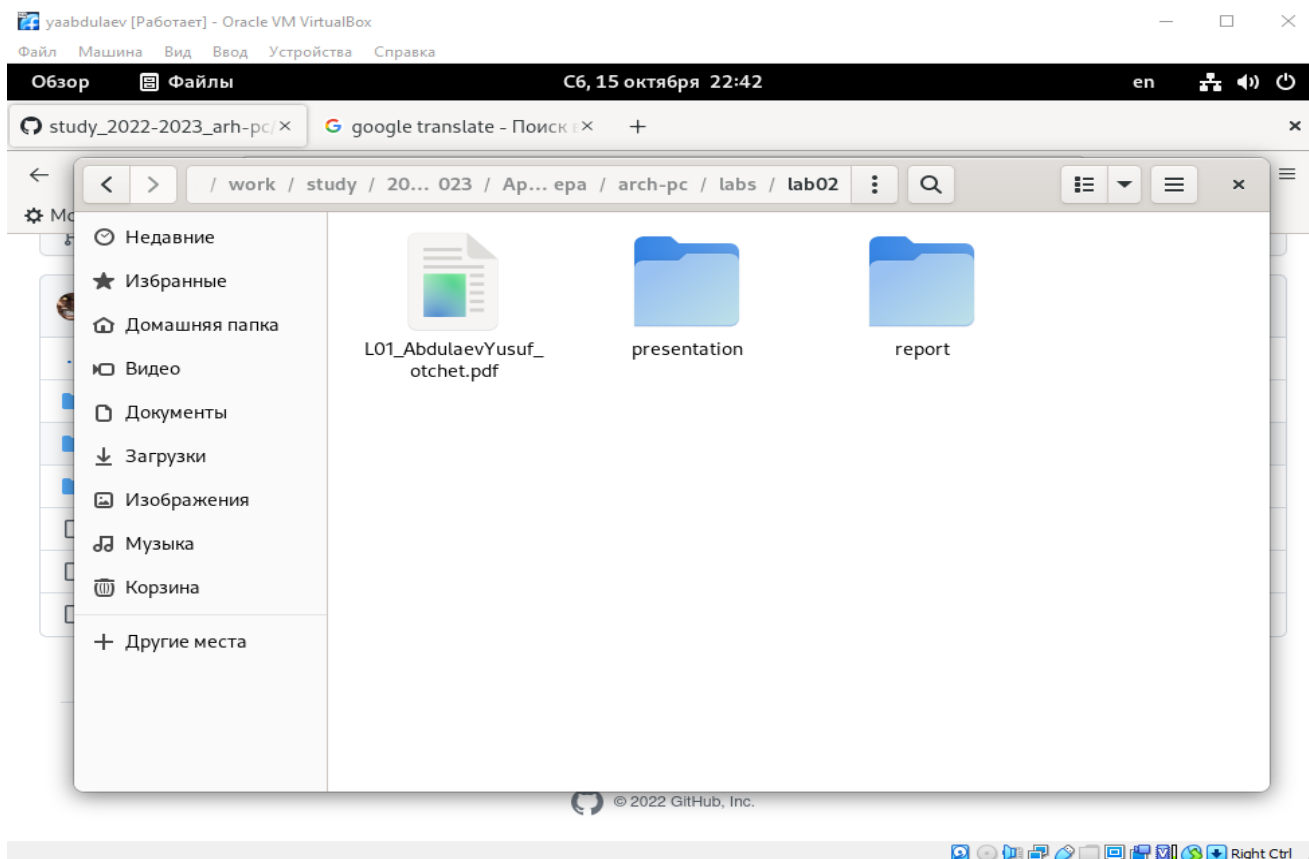 yaabdulaev [Работает] - Oracle VM VirtualBox
Файл Машина Вид Ввод Устройства Справка
Обзор Файлы Сб, 15 октября 22:42 en
study_2022-2023_arh-pc/ × google translate - Поиск в × + ×
/ work / study / 20... 023 / Ap... ера / arch-pc / labs / lab02
Мо
Недавние
Избранные
Домашняя папка
Видео
Документы
Загрузки
Изображения
Музыка
Корзина
+ Другие места
L01_AbdulaevYusuf_
otchet.pdf
presentation
report
© 2022 GitHub, Inc.
Right Ctrl